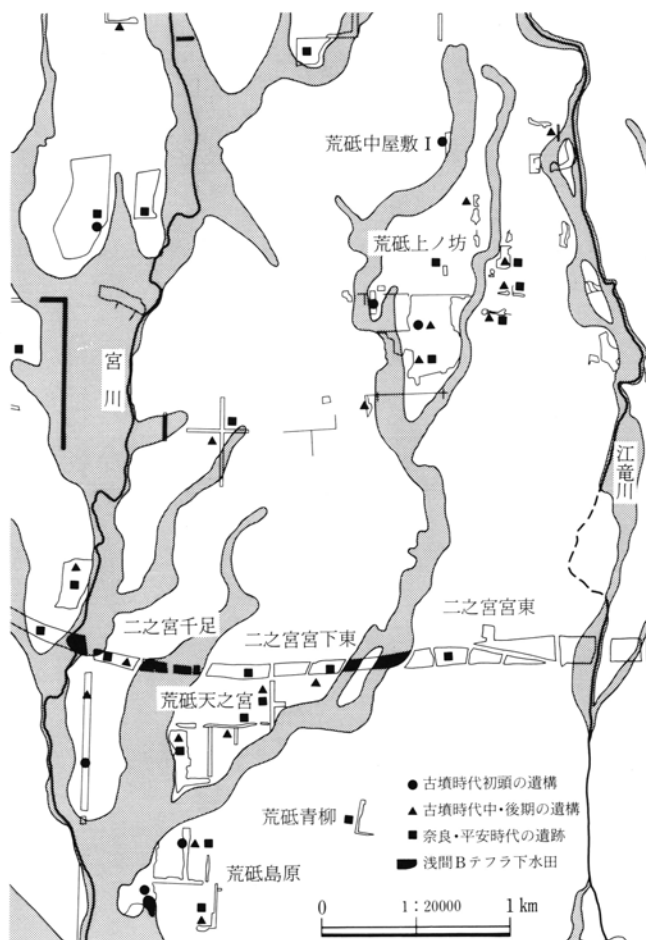 荒砥中屋敷Ⅰ
荒砥上ノ坊
宮川
江竜川
二之宮宮東
二之宮千足
二之宮宮下東
荒砥天之宮
●古墳時代初頭の遺構
▲古墳時代中・後期の遺構
■奈良・平安時代の遺跡
浅間Bテフラ下水田
荒砥青柳
荒砥島原
0 1:20000 1km